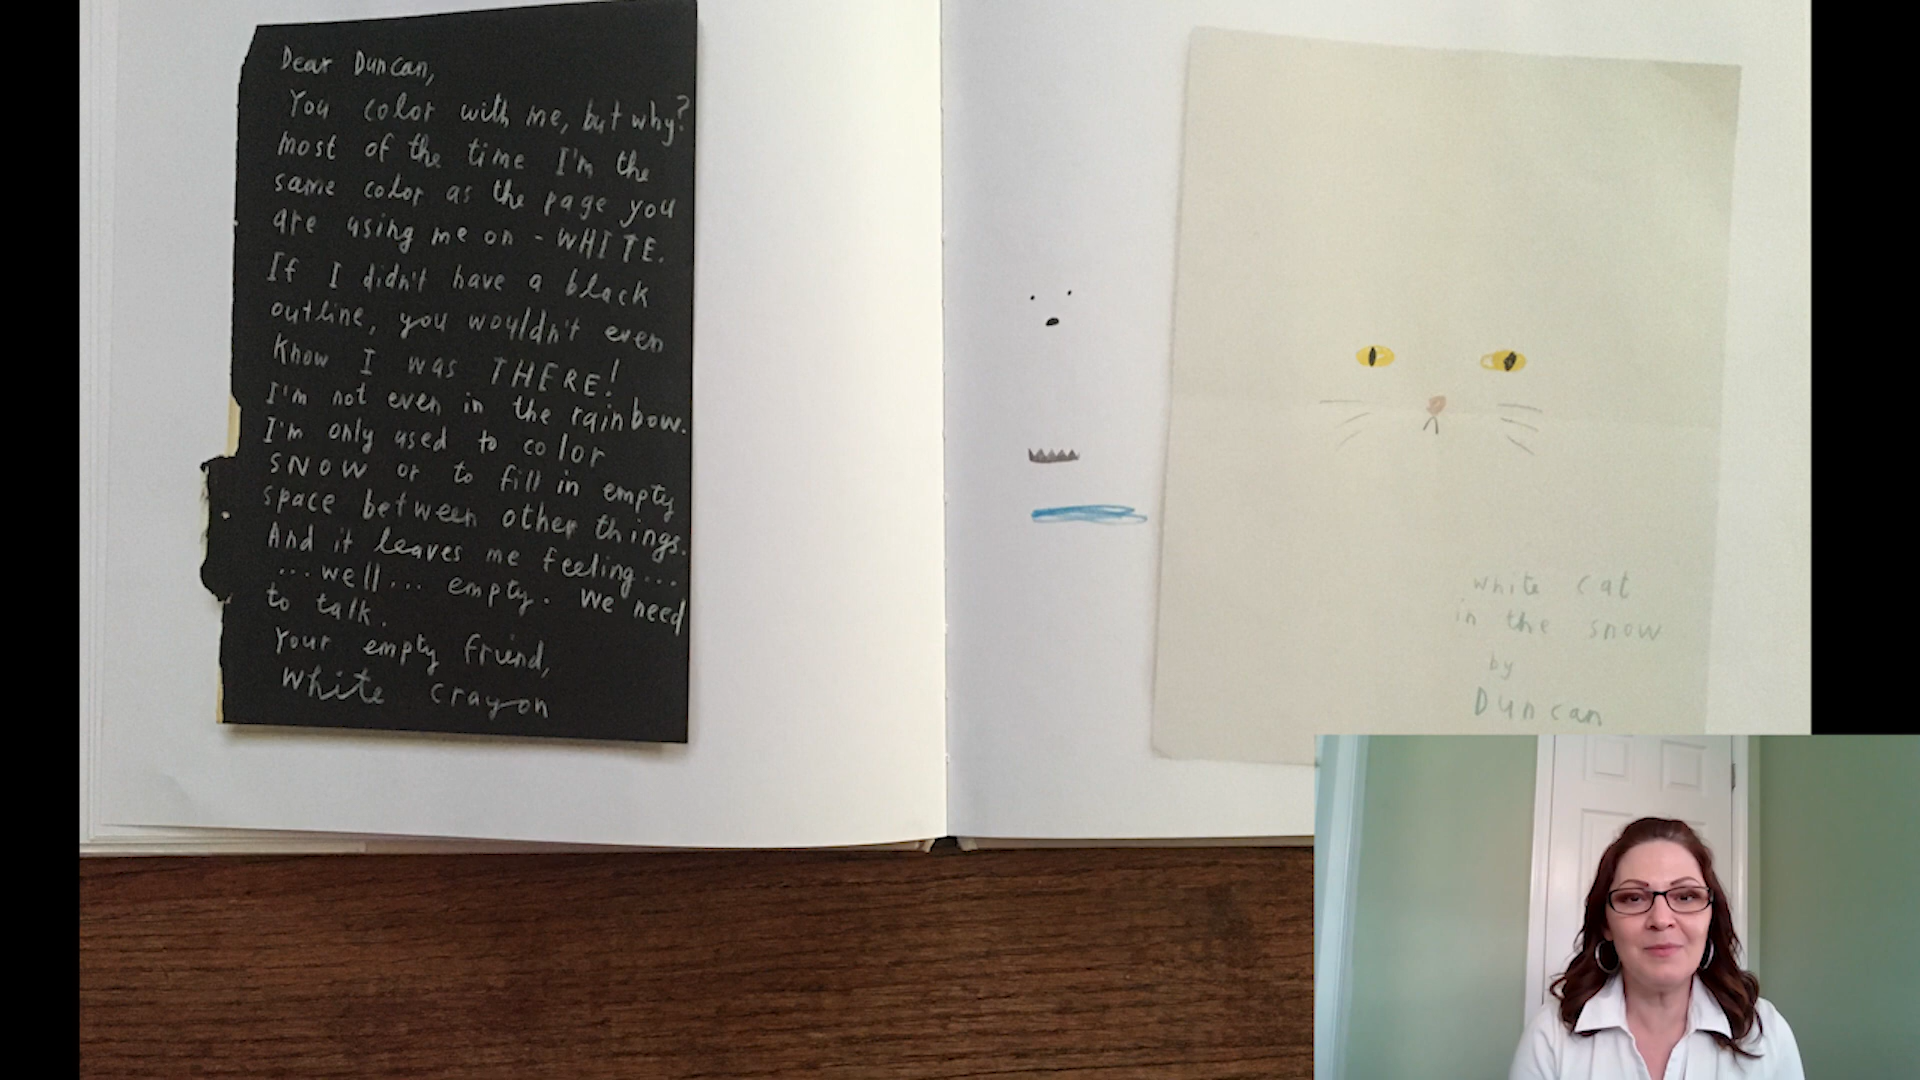 Dear Duncan,
You color with me, but why?
most of the time I'm the
same color as the page you
are using me on - WHITE.
If I didn't have a black
outline, you wouldn't even
know I was THERE!
I'm not even in the rainbow.
I'm only used to color
SNOW or to fill in empty
space between other things.
And it leaves me feeling...
...well... empty. We need
to talk.
Your empty friend,
white crayon
white cat
in the snow
by
Duncan